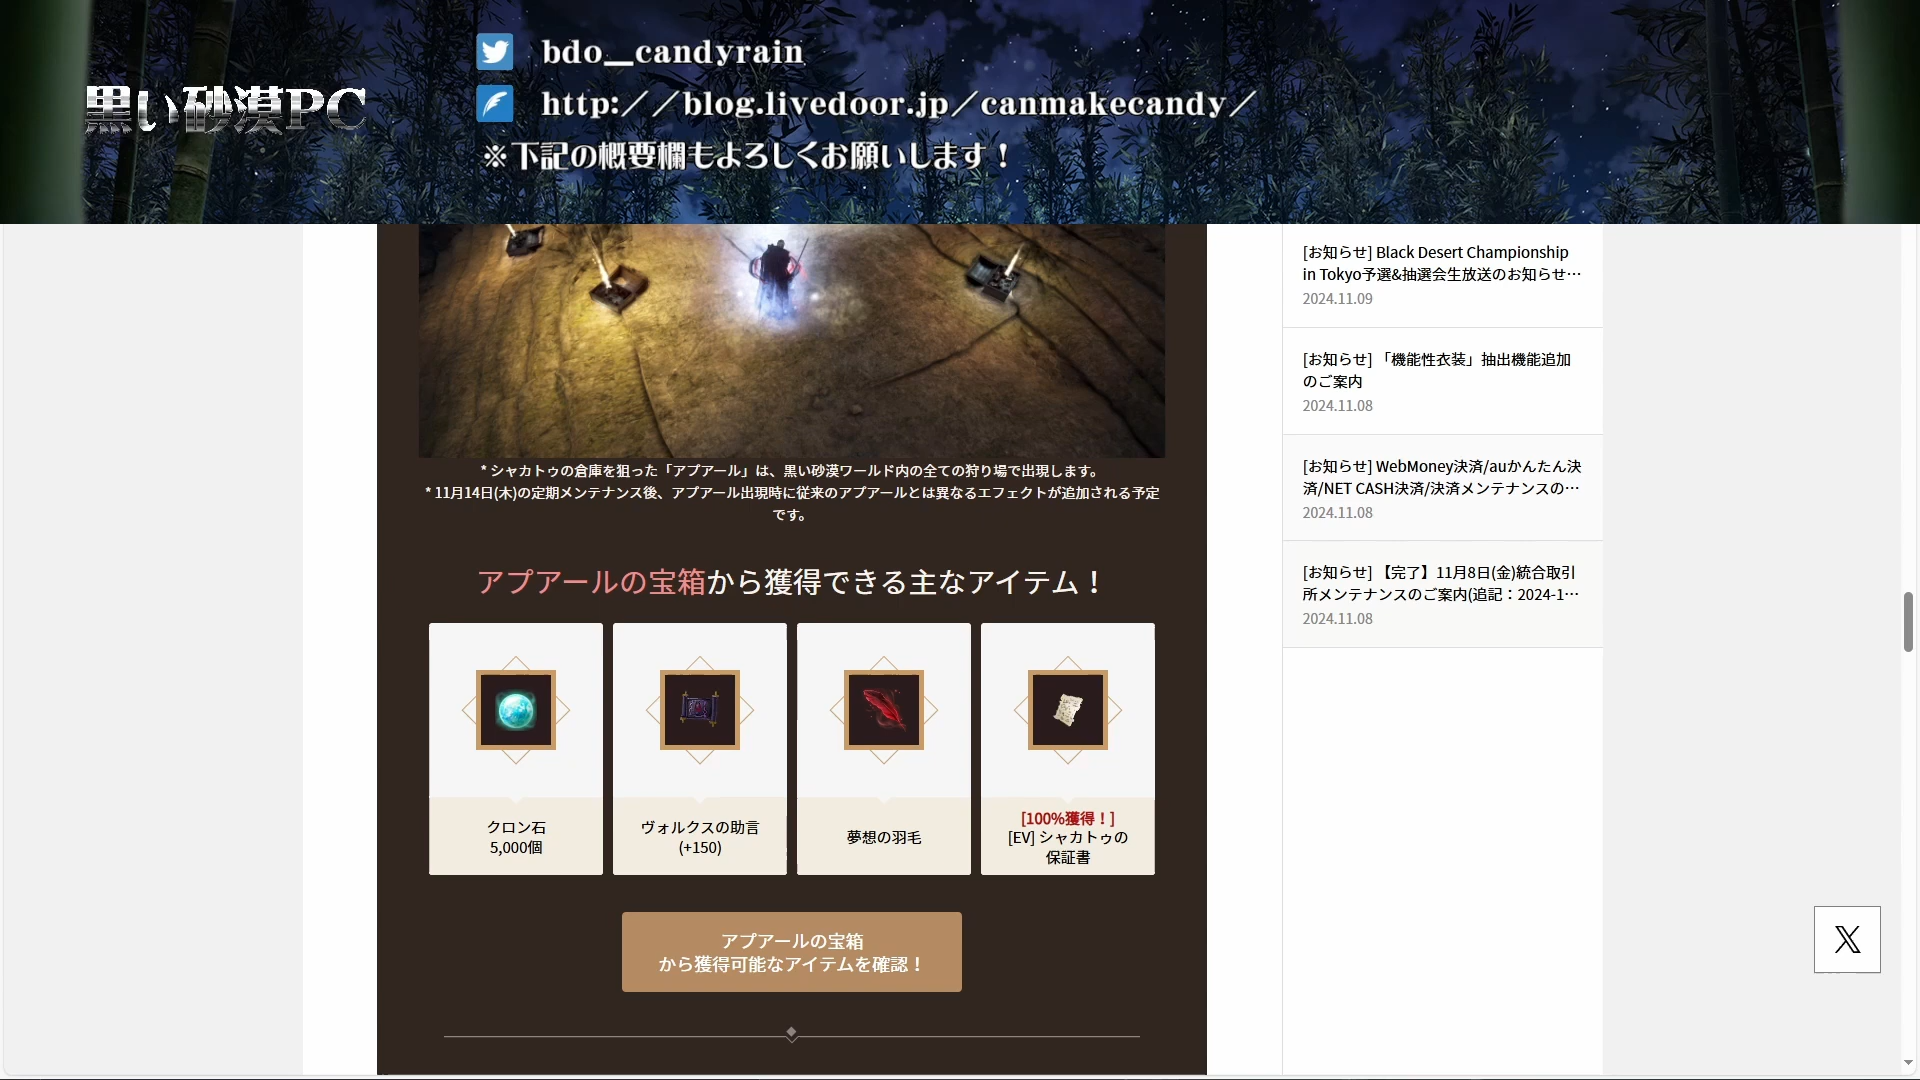 黒い砂漠PC
bdo__candyrain
http://blog.livedoor.jp/canmakecandy/
※下記の概要欄もよろしくお願いします！
* シャカトゥの倉庫を狙った「アプアール」は、黒い砂漠ワールド内の全ての狩り場で出現します。
* 11月14日(木)の定期メンテナンス後、アプアール出現時に従来のアプアールとは異なるエフェクトが追加される予定
です。
アプアールの宝箱から獲得できる主なアイテム！
クロン石
5,000個
ヴォルクスの助言
(+150)
夢想の羽毛
[100%獲得！]
[EV] シャカトゥの
保証書
アプアールの宝箱
から獲得可能なアイテムを確認！
[お知らせ] Black Desert Championship
in Tokyo予選&抽選会生放送のお知らせ…
2024.11.09
[お知らせ] 「機能性衣装」抽出機能追加
のご案内
2024.11.08
[お知らせ] WebMoney決済/auかんたん決
済/NET CASH決済/決済メンテナンスの…
2024.11.08
[お知らせ] 【完了】11月8日(金)統合取引
所メンテナンスのご案内(追記：2024-1…
2024.11.08